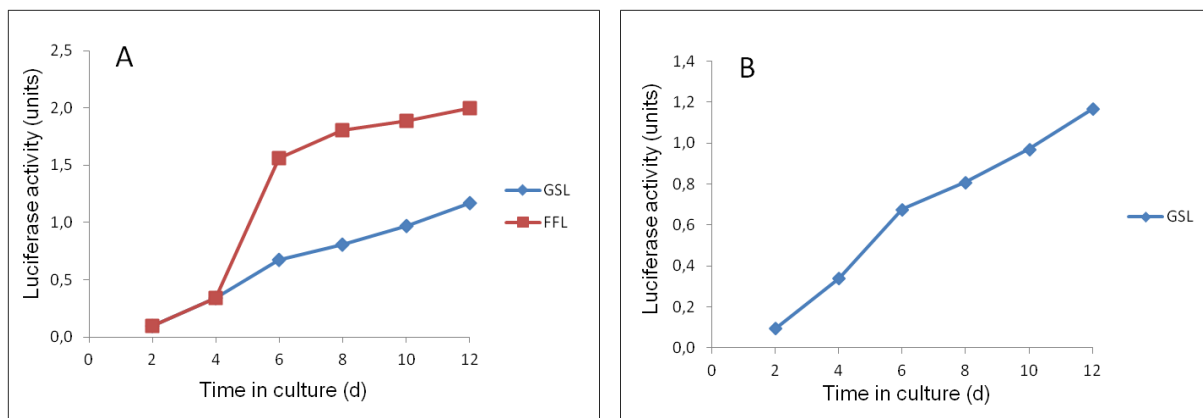 A
Luciferase activity (units)
2,5
2,0
1,5
1,0
0,5
0,0
0 2 4 6 8 10 12
Time in culture (d)
GSL
FFL
B
Luciferase activity (units)
1,4
1,2
1,0
0,8
0,6
0,4
0,2
0,0
0 2 4 6 8 10 12
Time in culture (d)
GSL